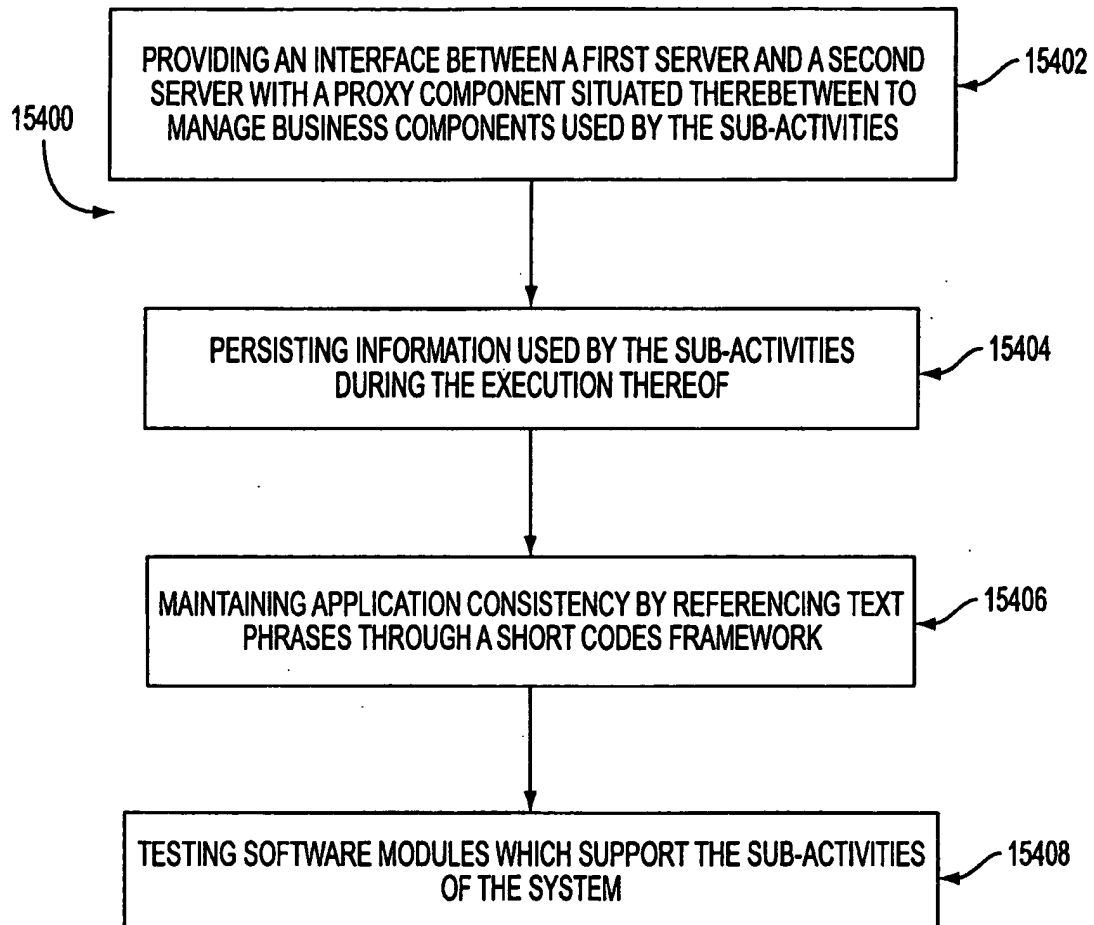 PROVIDING AN INTERFACE BETWEEN A FIRST SERVER AND A SECOND
SERVER WITH A PROXY COMPONENT SITUATED THEREBETWEEN TO
MANAGE BUSINESS COMPONENTS USED BY THE SUB-ACTIVITIES
15402
15400
PERSISTING INFORMATION USED BY THE SUB-ACTIVITIES
DURING THE EXECUTION THEREOF
15404
MAINTAINING APPLICATION CONSISTENCY BY REFERENCING TEXT
PHRASES THROUGH A SHORT CODES FRAMEWORK
15406
TESTING SOFTWARE MODULES WHICH SUPPORT THE SUB-ACTIVITIES
OF THE SYSTEM
15408